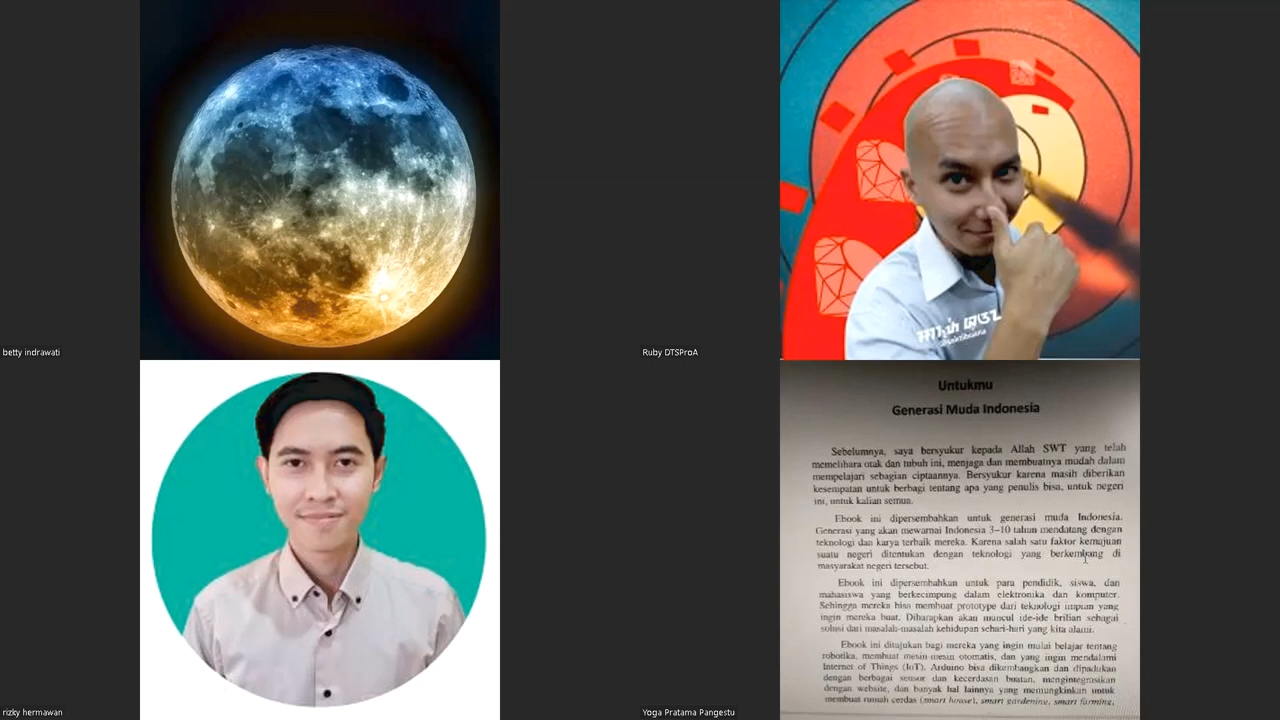 betty indrawati
Ruby DTSProA
@saktibuana
rizky hermawan
Untukmu
Generasi Muda Indonesia
Sebelumnya, saya bersyukur kepada Allah SWT yang telah
memelihara otak dan tubuh ini, menjaga dan membuatnya mudah dalam
mempelajari sebagian ciptaannya. Bersyukur karena masih diberikan
kesempatan untuk berbagi tentang apa yang penulis bisa, untuk negeri
ini, untuk kalian semua.
Ebook ini dipersembahkan untuk generasi muda Indonesia.
Generasi yang akan mewarnai Indonesia 3–10 tahun mendatang dengan
teknologi dan karya terbaik mereka. Karena salah satu faktor kemajuan
suatu negeri ditentukan dengan teknologi yang berkembang di
masyarakat negeri tersebut.
Ebook ini dipersembahkan untuk para pendidik, siswa, dan
mahasiswa yang berkecimpung dalam elektronika dan komputer.
Sehingga mereka bisa membuat prototype dari teknologi impian yang
ingin mereka buat. Diharapkan akan muncul ide-ide brilian sebagai
solusi dari masalah-masalah kehidupan sehari-hari yang kita alami.
Ebook ini ditujukan bagi mereka yang ingin mulai belajar tentang
robotika, membuat mesin-mesin otomatis, dan yang ingin mendalami
Internet of Things (IoT). Arduino bisa dikembangkan dan dipadukan
dengan berbagai sensor dan kecerdasan buatan, mengintegrasikan
dengan website, dan banyak hal lainnya yang memungkinkan untuk
membuat rumah cerdas (smart house), smart gardening, smart farming,
Yoga Pratama Pangestu